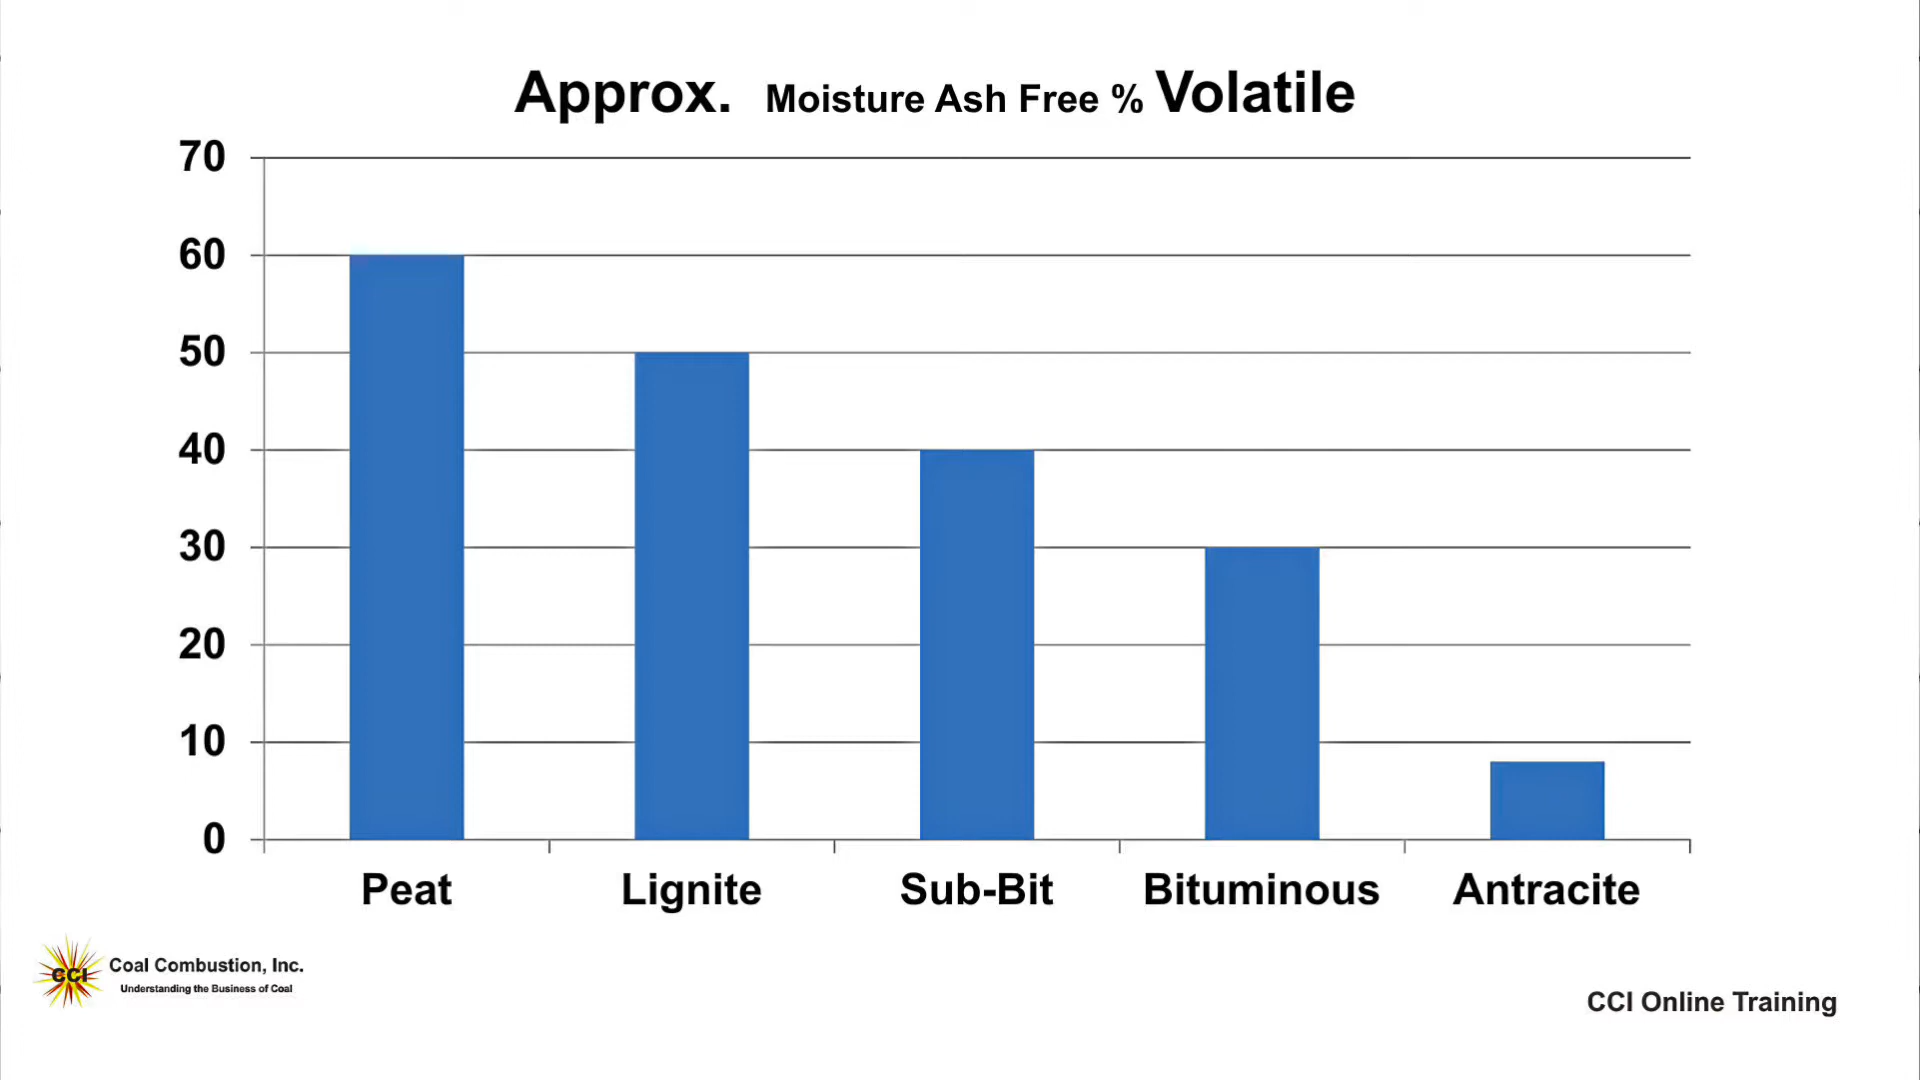 Approx. Moisture Ash Free % Volatile
70
60
50
40
30
20
10
0
Peat Lignite Sub-Bit Bituminous Antracite
CCI
Coal Combustion, Inc.
Understanding the Business of Coal
CCI Online Training